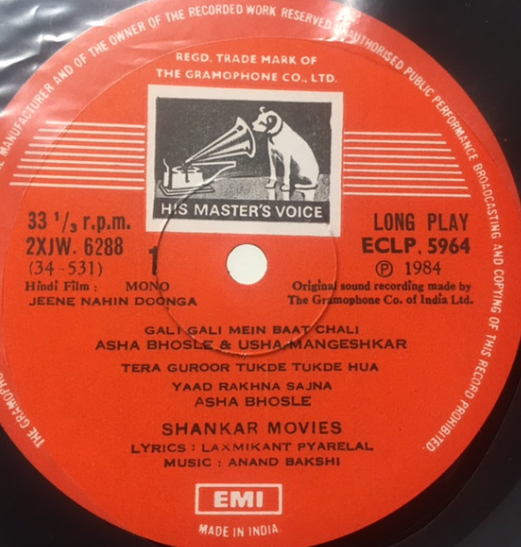 MANUFACTURER AND OF THE OWNER OF THE RECORDED WORK RESERVED UNAUTHORISED PUBLIC PERFORMANCE BROADCASTING AND COPYING OF THIS RECORD PROHIBITED
REGD. TRADE MARK OF
THE GRAMOPHONE CO., LTD.
HIS MASTER'S VOICE
33 1/3 r.p.m.
LONG PLAY
2XJW. 6288
1
ECLP. 5964
(34-531)
℗ 1984
Hindi Film : MONO
Original sound recording made by
JEENE NAHIN DOONGA
The Gramophone Co. of India Ltd.
GALI GALI MEIN BAAT CHALI
ASHA BHOSLE & USHA MANGESHKAR
TERA GUROOR TUKDE TUKDE HUA
YAAD RAKHNA SAJNA
ASHA BHOSLE
SHANKAR MOVIES
LYRICS : LAXMIKANT PYARELAL
MUSIC : ANAND BAKSHI
EMI
MADE IN INDIA